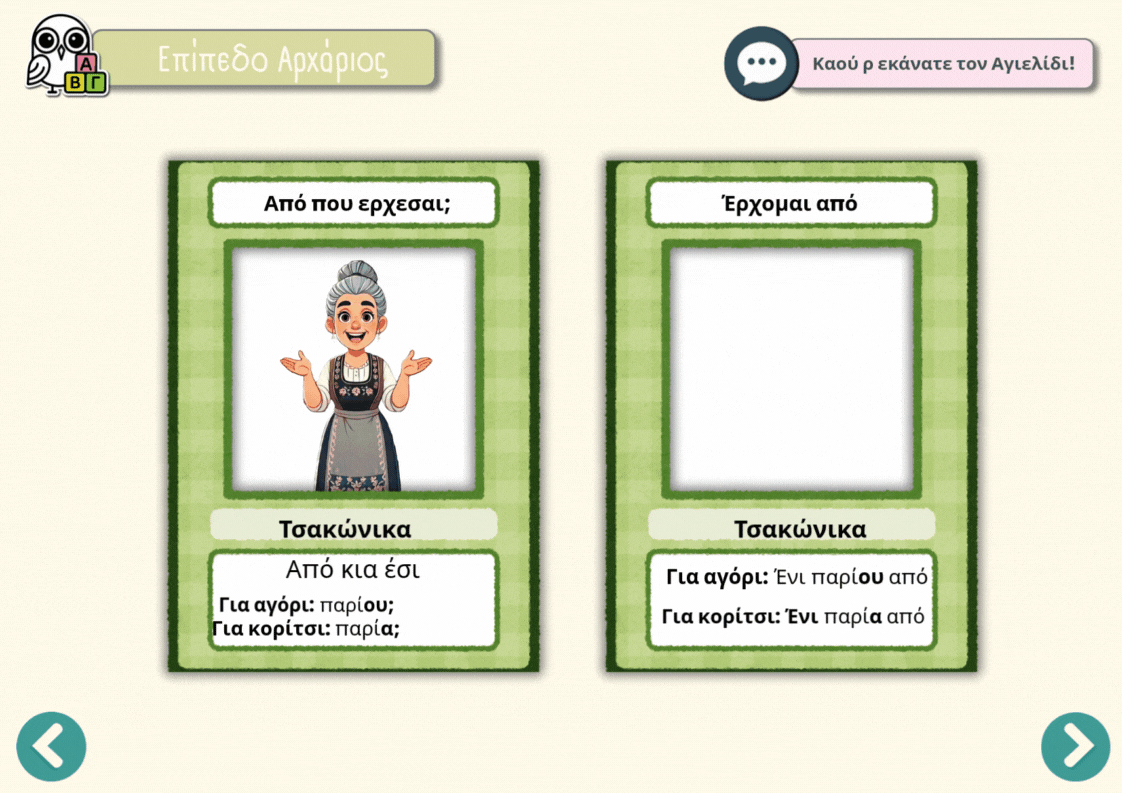 Επίπεδο Αρχάριος
Α
Β Γ
Καού ρ εκάνατε τον Αγιελίδι!
Από που ερχεσαι;
Τσακώνικα
Από κια έσι
Για αγόρι: παρίου;
Για κορίτσι: παρία;
Έρχομαι από
Τσακώνικα
Για αγόρι: Ένι παρίου από
Για κορίτσι: Ένι παρία από